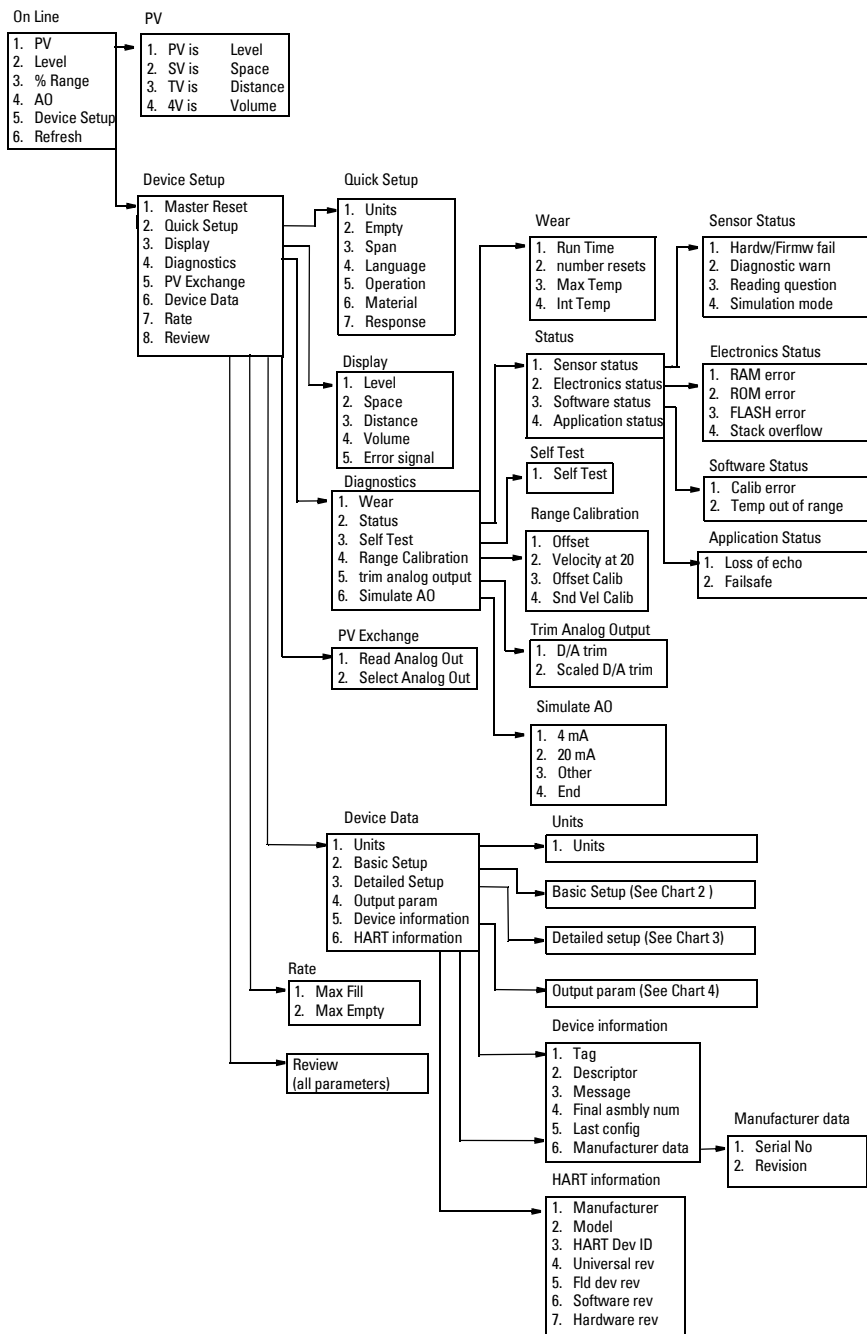 On Line
1. PV
2. Level
3. % Range
4. AO
5. Device Setup
6. Refresh
PV
1. PV is Level
2. SV is Space
3. TV is Distance
4. 4V is Volume
Device Setup
1. Master Reset
2. Quick Setup
3. Display
4. Diagnostics
5. PV Exchange
6. Device Data
7. Rate
8. Review
Quick Setup
1. Units
2. Empty
3. Span
4. Language
5. Operation
6. Material
7. Response
Display
1. Level
2. Space
3. Distance
4. Volume
5. Error signal
Diagnostics
1. Wear
2. Status
3. Self Test
4. Range Calibration
5. trim analog output
6. Simulate AO
PV Exchange
1. Read Analog Out
2. Select Analog Out
Wear
1. Run Time
2. number resets
3. Max Temp
4. Int Temp
Status
1. Sensor status
2. Electronics status
3. Software status
4. Application status
Self Test
1. Self Test
Range Calibration
1. Offset
2. Velocity at 20
3. Offset Calib
4. Snd Vel Calib
Trim Analog Output
1. D/A trim
2. Scaled D/A trim
Simulate AO
1. 4 mA
2. 20 mA
3. Other
4. End
Sensor Status
1. Hardw/Firmw fail
2. Diagnostic warn
3. Reading question
4. Simulation mode
Electronics Status
1. RAM error
2. ROM error
3. FLASH error
4. Stack overflow
Software Status
1. Calib error
2. Temp out of range
Application Status
1. Loss of echo
2. Failsafe
Device Data
1. Units
2. Basic Setup
3. Detailed Setup
4. Output param
5. Device information
6. HART information
Rate
1. Max Fill
2. Max Empty
Review
(all parameters)
Units
1. Units
Basic Setup (See Chart 2 )
Detailed setup (See Chart 3)
Output param (See Chart 4)
Device information
1. Tag
2. Descriptor
3. Message
4. Final asmbly num
5. Last config
6. Manufacturer data
Manufacturer data
1. Serial No
2. Revision
HART information
1. Manufacturer
2. Model
3. HART Dev ID
4. Universal rev
5. Fld dev rev
6. Software rev
7. Hardware rev